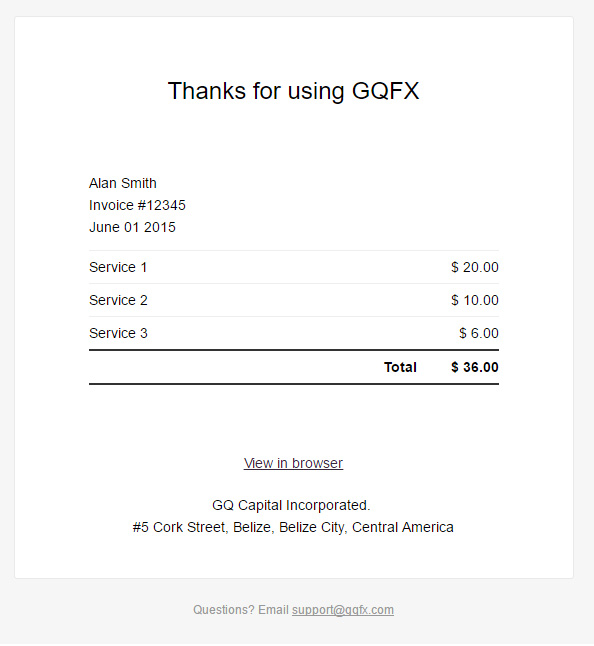 Thanks for using GQFX
Alan Smith
Invoice #12345
June 01 2015
Service 1 $ 20.00
Service 2 $ 10.00
Service 3 $ 6.00
Total $ 36.00
View in browser
GQ Capital Incorporated.
#5 Cork Street, Belize, Belize City, Central America
Questions? Email support@gqfx.com